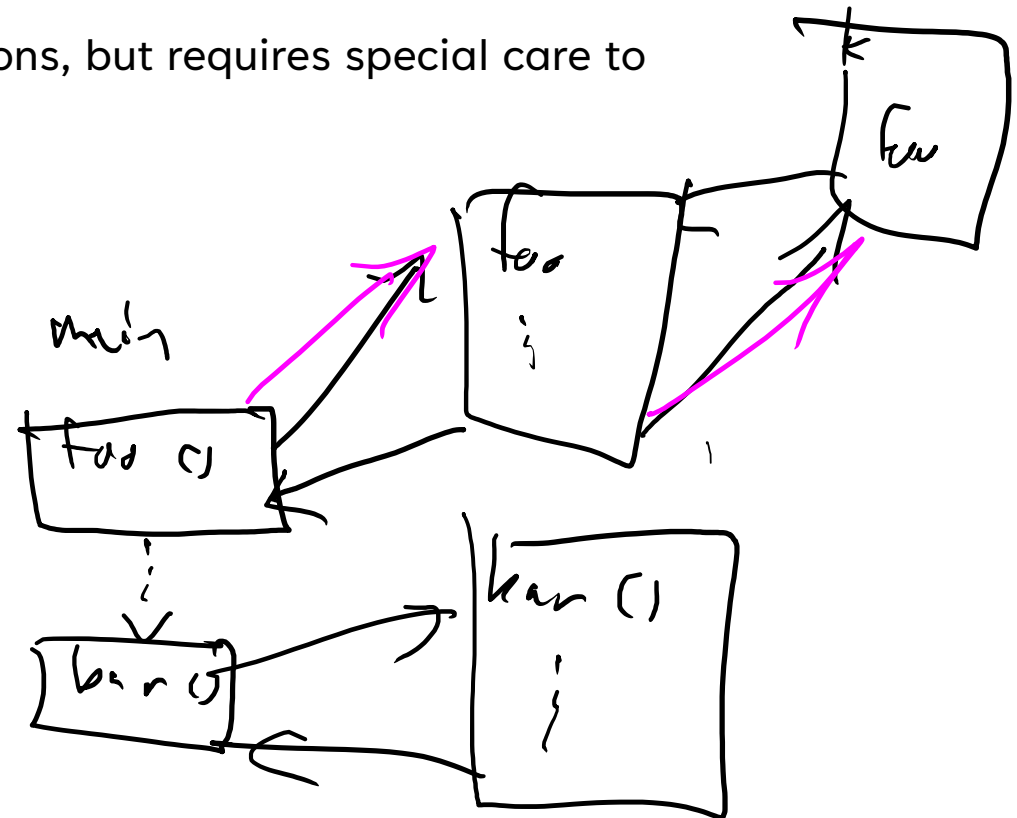 ons, but requires special care to
main
foo
foo ()
bar ()
bar ()